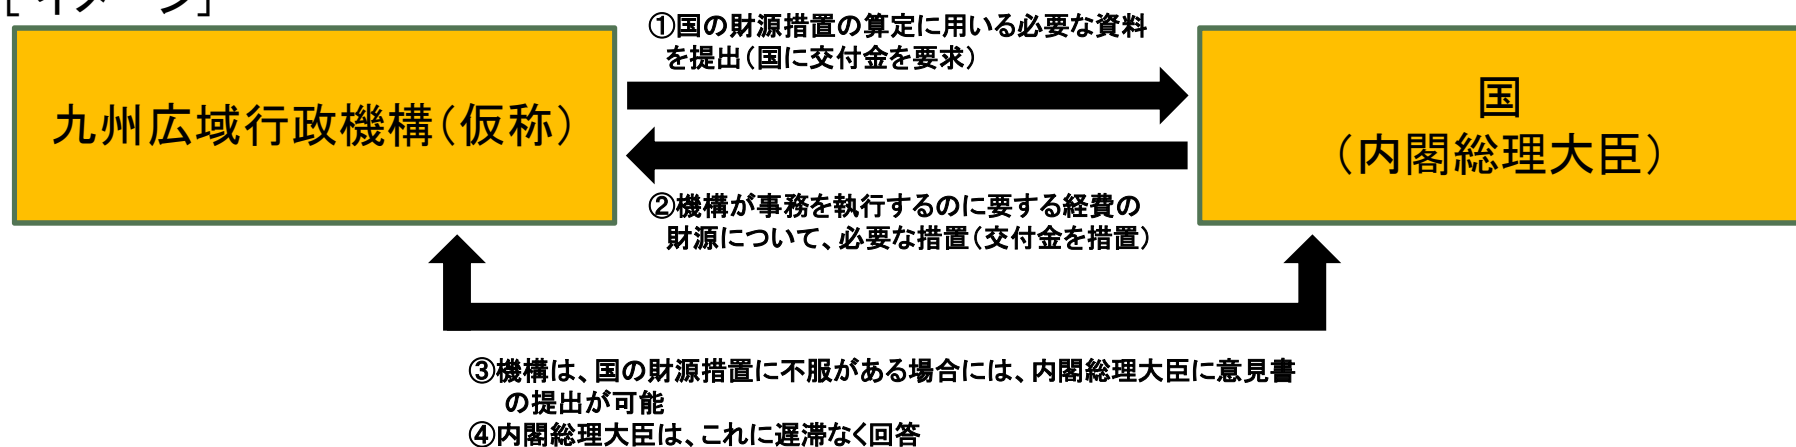 [イメージ]
①国の財源措置の算定に用いる必要な資料
を提出(国に交付金を要求)
九州広域行政機構(仮称)
国
(内閣総理大臣)
②機構が事務を執行するのに要する経費の
財源について、必要な措置(交付金を措置)
③機構は、国の財源措置に不服がある場合には、内閣総理大臣に意見書
の提出が可能
④内閣総理大臣は、これに遅滞なく回答